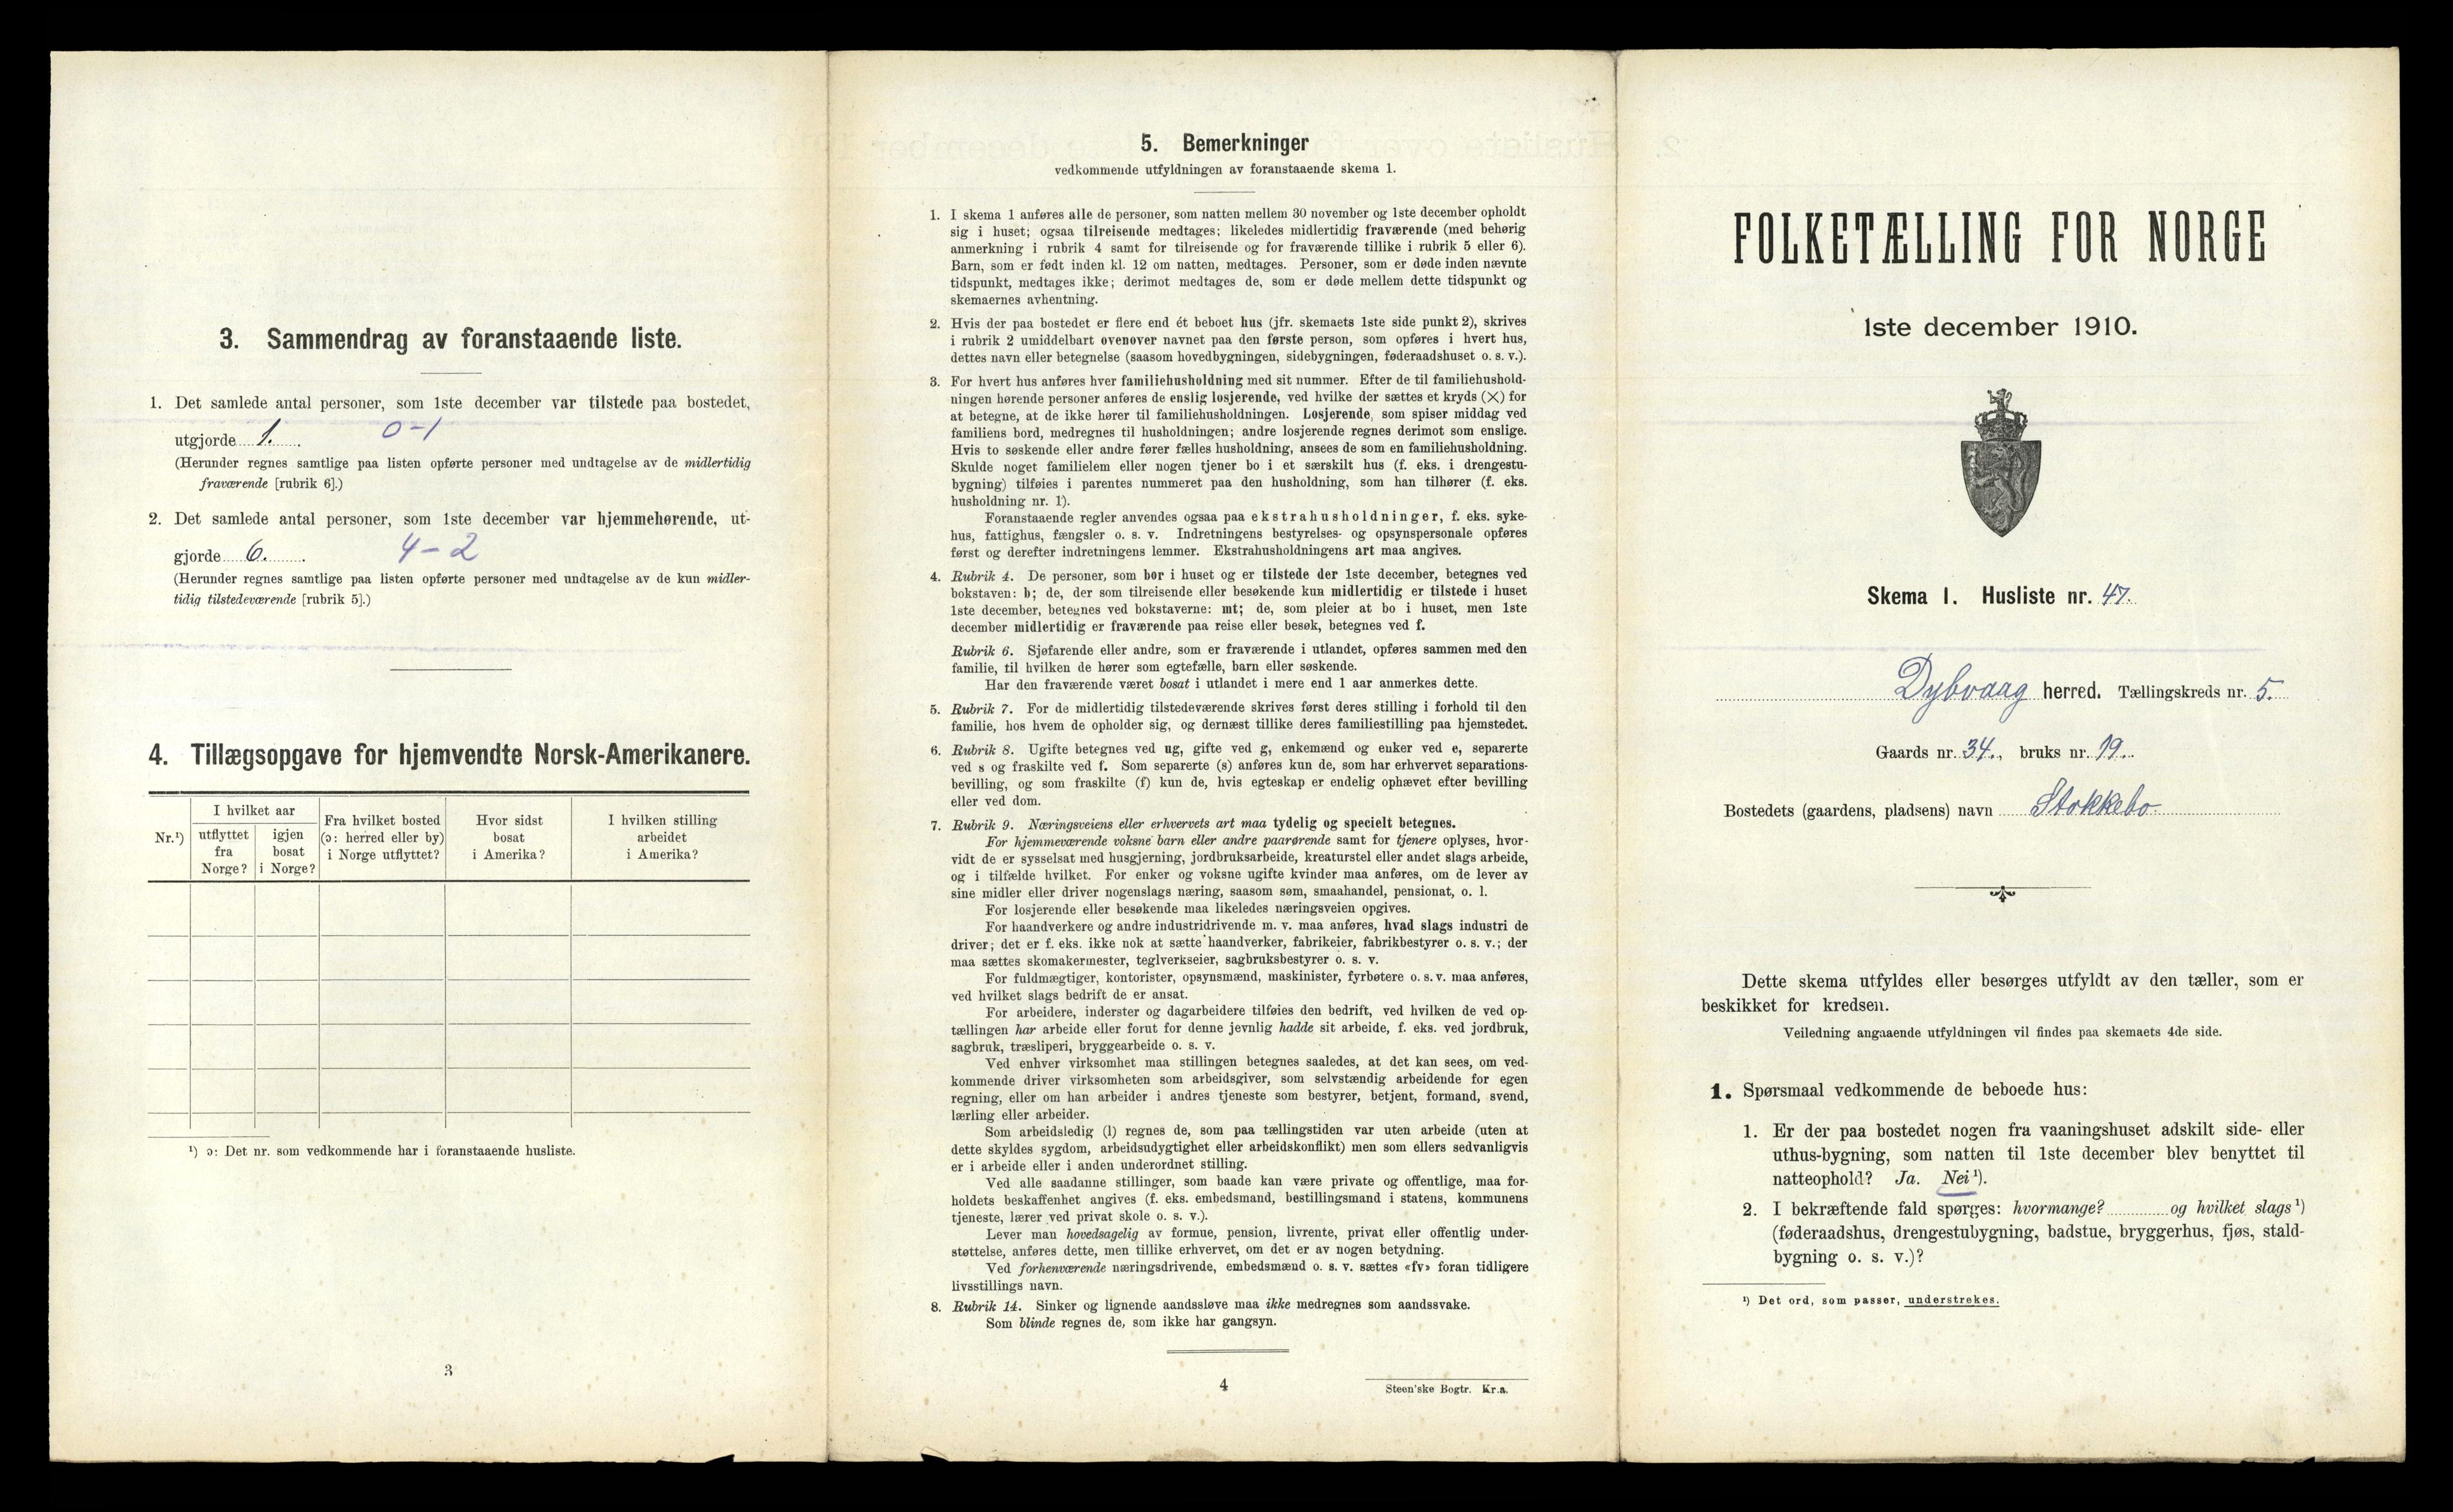 3. Sammendrag av foranstaaende liste.
1. Det samlede antal personer, som 1ste december var tilstede paa bostedet,
utgjorde 1. 0-1
(Herunder regnes samtlige paa listen opførte personer med undtagelse av de midlertidig
fraværende [rubrik 6].)
2. Det samlede antal personer, som 1ste december var hjemmehørende, ut-
gjorde 6. 4-2
(Herunder regnes samtlige paa listen opførte personer med undtagelse av de kun midler-
tidig tilstedeværende [rubrik 5].)
4. Tillægsopgave for hjemvendte Norsk-Amerikanere.
Nr.¹)
I hvilket aar
utflyttet
fra
Norge?
igjen
bosat
i Norge?
Fra hvilket bosted
(ɔ: herred eller by)
i Norge utflyttet?
Hvor sidst
bosat
i Amerika?
I hvilken stilling
arbeidet
i Amerika?
¹) ɔ: Det nr. som vedkommende har i foranstaaende husliste.
3
5. Bemerkninger
vedkommende utfyldningen av foranstaaende skema 1.
1. I skema 1 anføres alle de personer, som natten mellem 30 november og 1ste december opholdt
sig i huset; ogsaa tilreisende medtages; likeledes midlertidig fraværende (med behørig
anmerkning i rubrik 4 samt for tilreisende og for fraværende tillike i rubrik 5 eller 6).
Barn, som er født inden kl. 12 om natten, medtages. Personer, som er døde inden nævnte
tidspunkt, medtages ikke; derimot medtages de, som er døde mellem dette tidspunkt og
skemaernes avhentning.
2. Hvis der paa bostedet er flere end ét beboet hus (jfr. skemaets 1ste side punkt 2), skrives
i rubrik 2 umiddelbart ovenover navnet paa den første person, som opføres i hvert hus,
dettes navn eller betegnelse (saasom hovedbygningen, sidebygningen, føderaadshuset o. s. v.).
3. For hvert hus anføres hver familiehusholdning med sit nummer. Efter de til familiehushold-
ningen hørende personer anføres de enslig losjerende, ved hvilke der sættes et kryds (×) for
at betegne, at de ikke hører til familiehusholdningen. Losjerende, som spiser middag ved
familiens bord, medregnes til husholdningen; andre losjerende regnes derimot som enslige.
Hvis to søskende eller andre fører fælles husholdning, ansees de som en familiehusholdning.
Skulde noget familielem eller nogen tjener bo i et særskilt hus (f. eks. i drengestu-
bygning) tilføies i parentes nummeret paa den husholdning, som han tilhører (f. eks.
husholdning nr. 1).
Foranstaaende regler anvendes ogsaa paa ekstrahusholdninger, f. eks. syke-
hus, fattighus, fængsler o. s. v. Indretningens bestyrelses- og opsynspersonale opføres
først og derefter indretningens lemmer. Ekstrahusholdningens art maa angives.
4. Rubrik 4. De personer, som bor i huset og er tilstede der 1ste december, betegnes ved
bokstaven: b; de, der som tilreisende eller besøkende kun midlertidig er tilstede i huset
1ste december, betegnes ved bokstaverne: mt; de, som pleier at bo i huset, men 1ste
december midlertidig er fraværende paa reise eller besøk, betegnes ved f.
Rubrik 6. Sjøfarende eller andre, som er fraværende i utlandet, opføres sammen med den
familie, til hvilken de hører som egtefælle, barn eller søskende.
Har den fraværende været bosat i utlandet i mere end 1 aar anmerkes dette.
5. Rubrik 7. For de midlertidig tilstedeværende skrives først deres stilling i forhold til den
familie, hos hvem de opholder sig, og dernæst tillike deres familiestilling paa hjemstedet.
6. Rubrik 8. Ugifte betegnes ved ug, gifte ved g, enkemænd og enker ved e, separerte
ved s og fraskilte ved f. Som separerte (s) anføres kun de, som har erhvervet separations-
bevilling, og som fraskilte (f) kun de, hvis egteskap er endelig ophævet efter bevilling
eller ved dom.
7. Rubrik 9. Næringsveiens eller erhvervets art maa tydelig og specielt betegnes.
For hjemmeværende voksne barn eller andre paarørende samt for tjenere oplyses, hvor-
vidt de er sysselsat med husgjerning, jordbruksarbeide, kreaturstel eller andet slags arbeide,
og i tilfælde hvilket. For enker og voksne ugifte kvinder maa anføres, om de lever av
sine midler eller driver nogenslags næring, saasom søm, smaahandel, pensionat, o. l.
For losjerende eller besøkende maa likeledes næringsveien opgives.
For haandverkere og andre industridrivende m. v. maa anføres, hvad slags industri de
driver; det er f. eks. ikke nok at sætte haandverker, fabrikeier, fabrikbestyrer o. s. v.; der
maa sættes skomakermester, teglverkseier, sagbruksbestyrer o. s. v.
For fuldmægtiger, kontorister, opsynsmænd, maskinister, fyrbøtere o. s. v. maa anføres,
ved hvilket slags bedrift de er ansat.
For arbeidere, inderster og dagarbeidere tilføies den bedrift, ved hvilken de ved op-
tællingen har arbeide eller forut for denne jevnlig hadde sit arbeide, f. eks. ved jordbruk,
sagbruk, træsliperi, bryggearbeide o. s. v.
Ved enhver virksomhet maa stillingen betegnes saaledes, at det kan sees, om ved-
kommende driver virksomheten som arbeidsgiver, som selvstændig arbeidende for egen
regning, eller om han arbeider i andres tjeneste som bestyrer, betjent, formand, svend,
lærling eller arbeider.
Som arbeidsledig (l) regnes de, som paa tællingstiden var uten arbeide (uten at
dette skyldes sygdom, arbeidsudygtighet eller arbeidskonflikt) men som ellers sedvanligvis
er i arbeide eller i anden underordnet stilling.
Ved alle saadanne stillinger, som baade kan være private og offentlige, maa for-
holdets beskaffenhet angives (f. eks. embedsmand, bestillingsmand i statens, kommunens
tjeneste, lærer ved privat skole o. s. v.).
Lever man hovedsagelig av formue, pension, livrente, privat eller offentlig under-
støttelse, anføres dette, men tillike erhvervet, om det er av nogen betydning.
Ved forhenværende næringsdrivende, embedsmænd o. s. v. sættes «fv» foran tidligere
livsstillings navn.
8. Rubrik 14. Sinker og lignende aandssløve maa ikke medregnes som aandssvake.
Som blinde regnes de, som ikke har gangsyn.
4
Steen'ske Bogtr. Kr.a.
FOLKETÆLLING FOR NORGE
1ste december 1910.
Skema 1. Husliste nr. 47.
Dybvaag herred. Tællingskreds nr. 5.
Gaards nr. 34., bruks nr. 19.
Bostedets (gaardens, pladsens) navn Stokkebo
Dette skema utfyldes eller besørges utfyldt av den tæller, som er
beskikket for kredsen.
Veiledning angaaende utfyldningen vil findes paa skemaets 4de side.
1. Spørsmaal vedkommende de beboede hus:
1. Er der paa bostedet nogen fra vaaningshuset adskilt side- eller
uthus-bygning, som natten til 1ste december blev benyttet til
natteophold? Ja. Nei ¹).
2. I bekræftende fald spørges: hvormange? og hvilket slags ¹)
(føderaadshus, drengestubygning, badstue, bryggerhus, fjøs, stald-
bygning o. s. v.)?
¹) Det ord, som passer, understrekes.